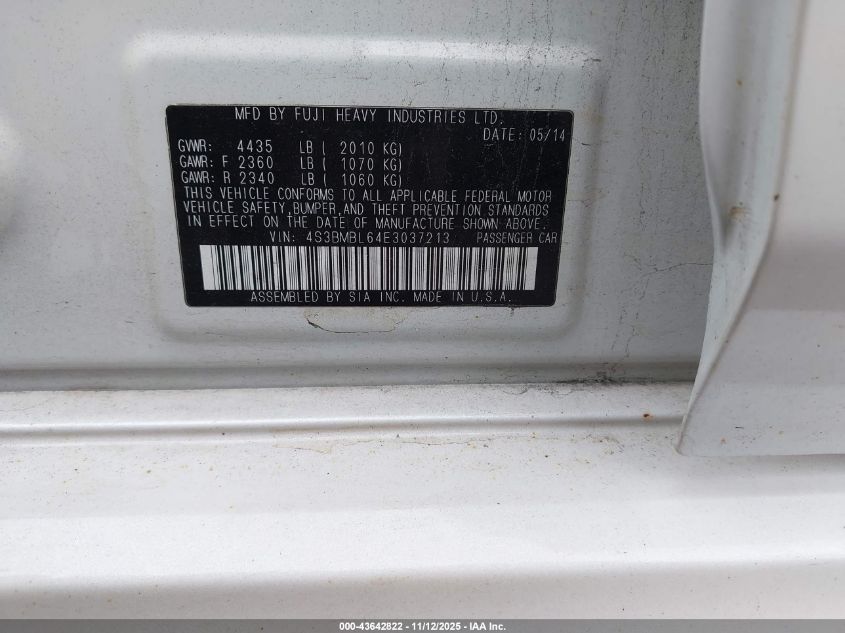 MFD BY FUJI HEAVY INDUSTRIES LTD.
DATE: 05/14
GVWR: 4435 LB ( 2010 KG)
GAWR: F 2360 LB ( 1070 KG)
GAWR: R 2340 LB ( 1060 KG)
THIS VEHICLE CONFORMS TO ALL APPLICABLE FEDERAL MOTOR
VEHICLE SAFETY, BUMPER, AND THEFT PREVENTION STANDARDS
IN EFFECT ON THE DATE OF MANUFACTURE SHOWN ABOVE.
VIN: 4S3BMBL64E3037213 PASSENGER CAR
ASSEMBLED BY SIA INC. MADE IN U.S.A.
000-43642822 - 11/12/2025 - IAA Inc.